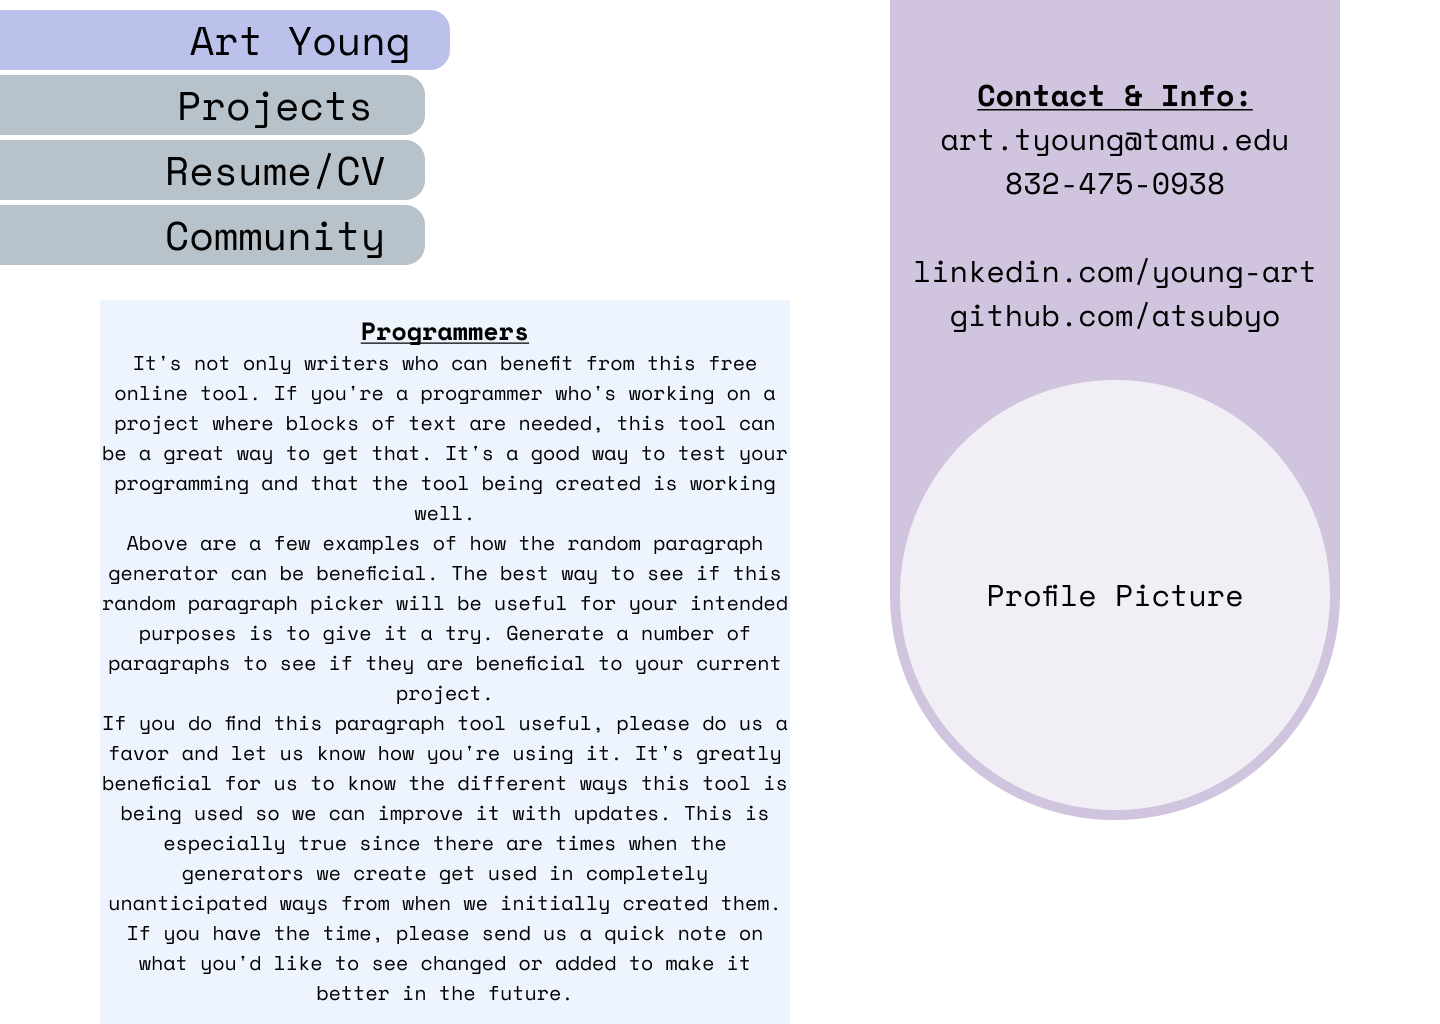 Art Young
Projects
Resume/CV
Community
Programmers
It's not only writers who can benefit from this free
online tool. If you're a programmer who's working on a
project where blocks of text are needed, this tool can
be a great way to get that. It's a good way to test your
programming and that the tool being created is working
well.
Above are a few examples of how the random paragraph
generator can be beneficial. The best way to see if this
random paragraph picker will be useful for your intended
purposes is to give it a try. Generate a number of
paragraphs to see if they are beneficial to your current
project.
If you do find this paragraph tool useful, please do us a
favor and let us know how you're using it. It's greatly
beneficial for us to know the different ways this tool is
being used so we can improve it with updates. This is
especially true since there are times when the
generators we create get used in completely
unanticipated ways from when we initially created them.
If you have the time, please send us a quick note on
what you'd like to see changed or added to make it
better in the future.
Contact & Info:
art.tyoung@tamu.edu
832-475-0938
linkedin.com/young-art
github.com/atsubyo
Profile Picture